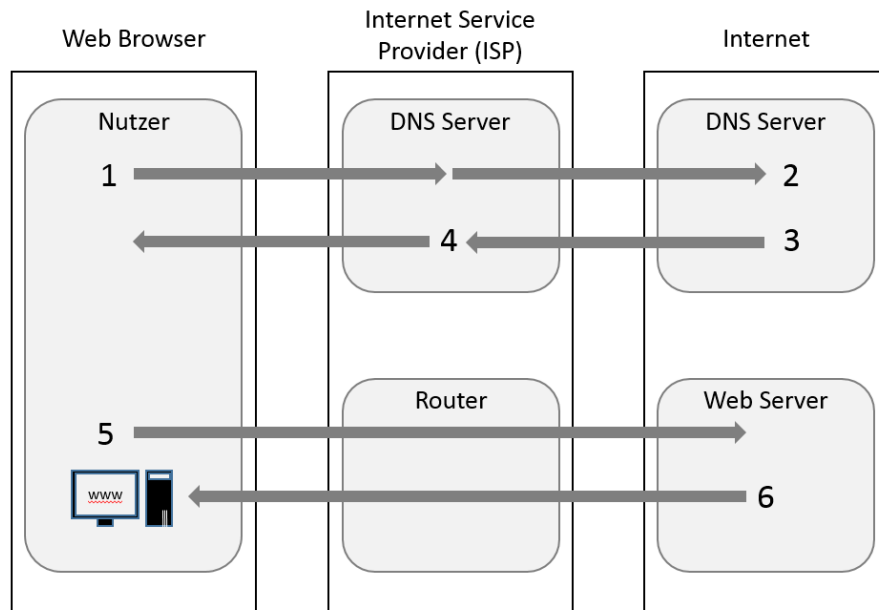 Web Browser
Internet Service
Provider (ISP)
Internet
Nutzer
DNS Server
DNS Server
1
2
4
3
Router
Web Server
5
www
6